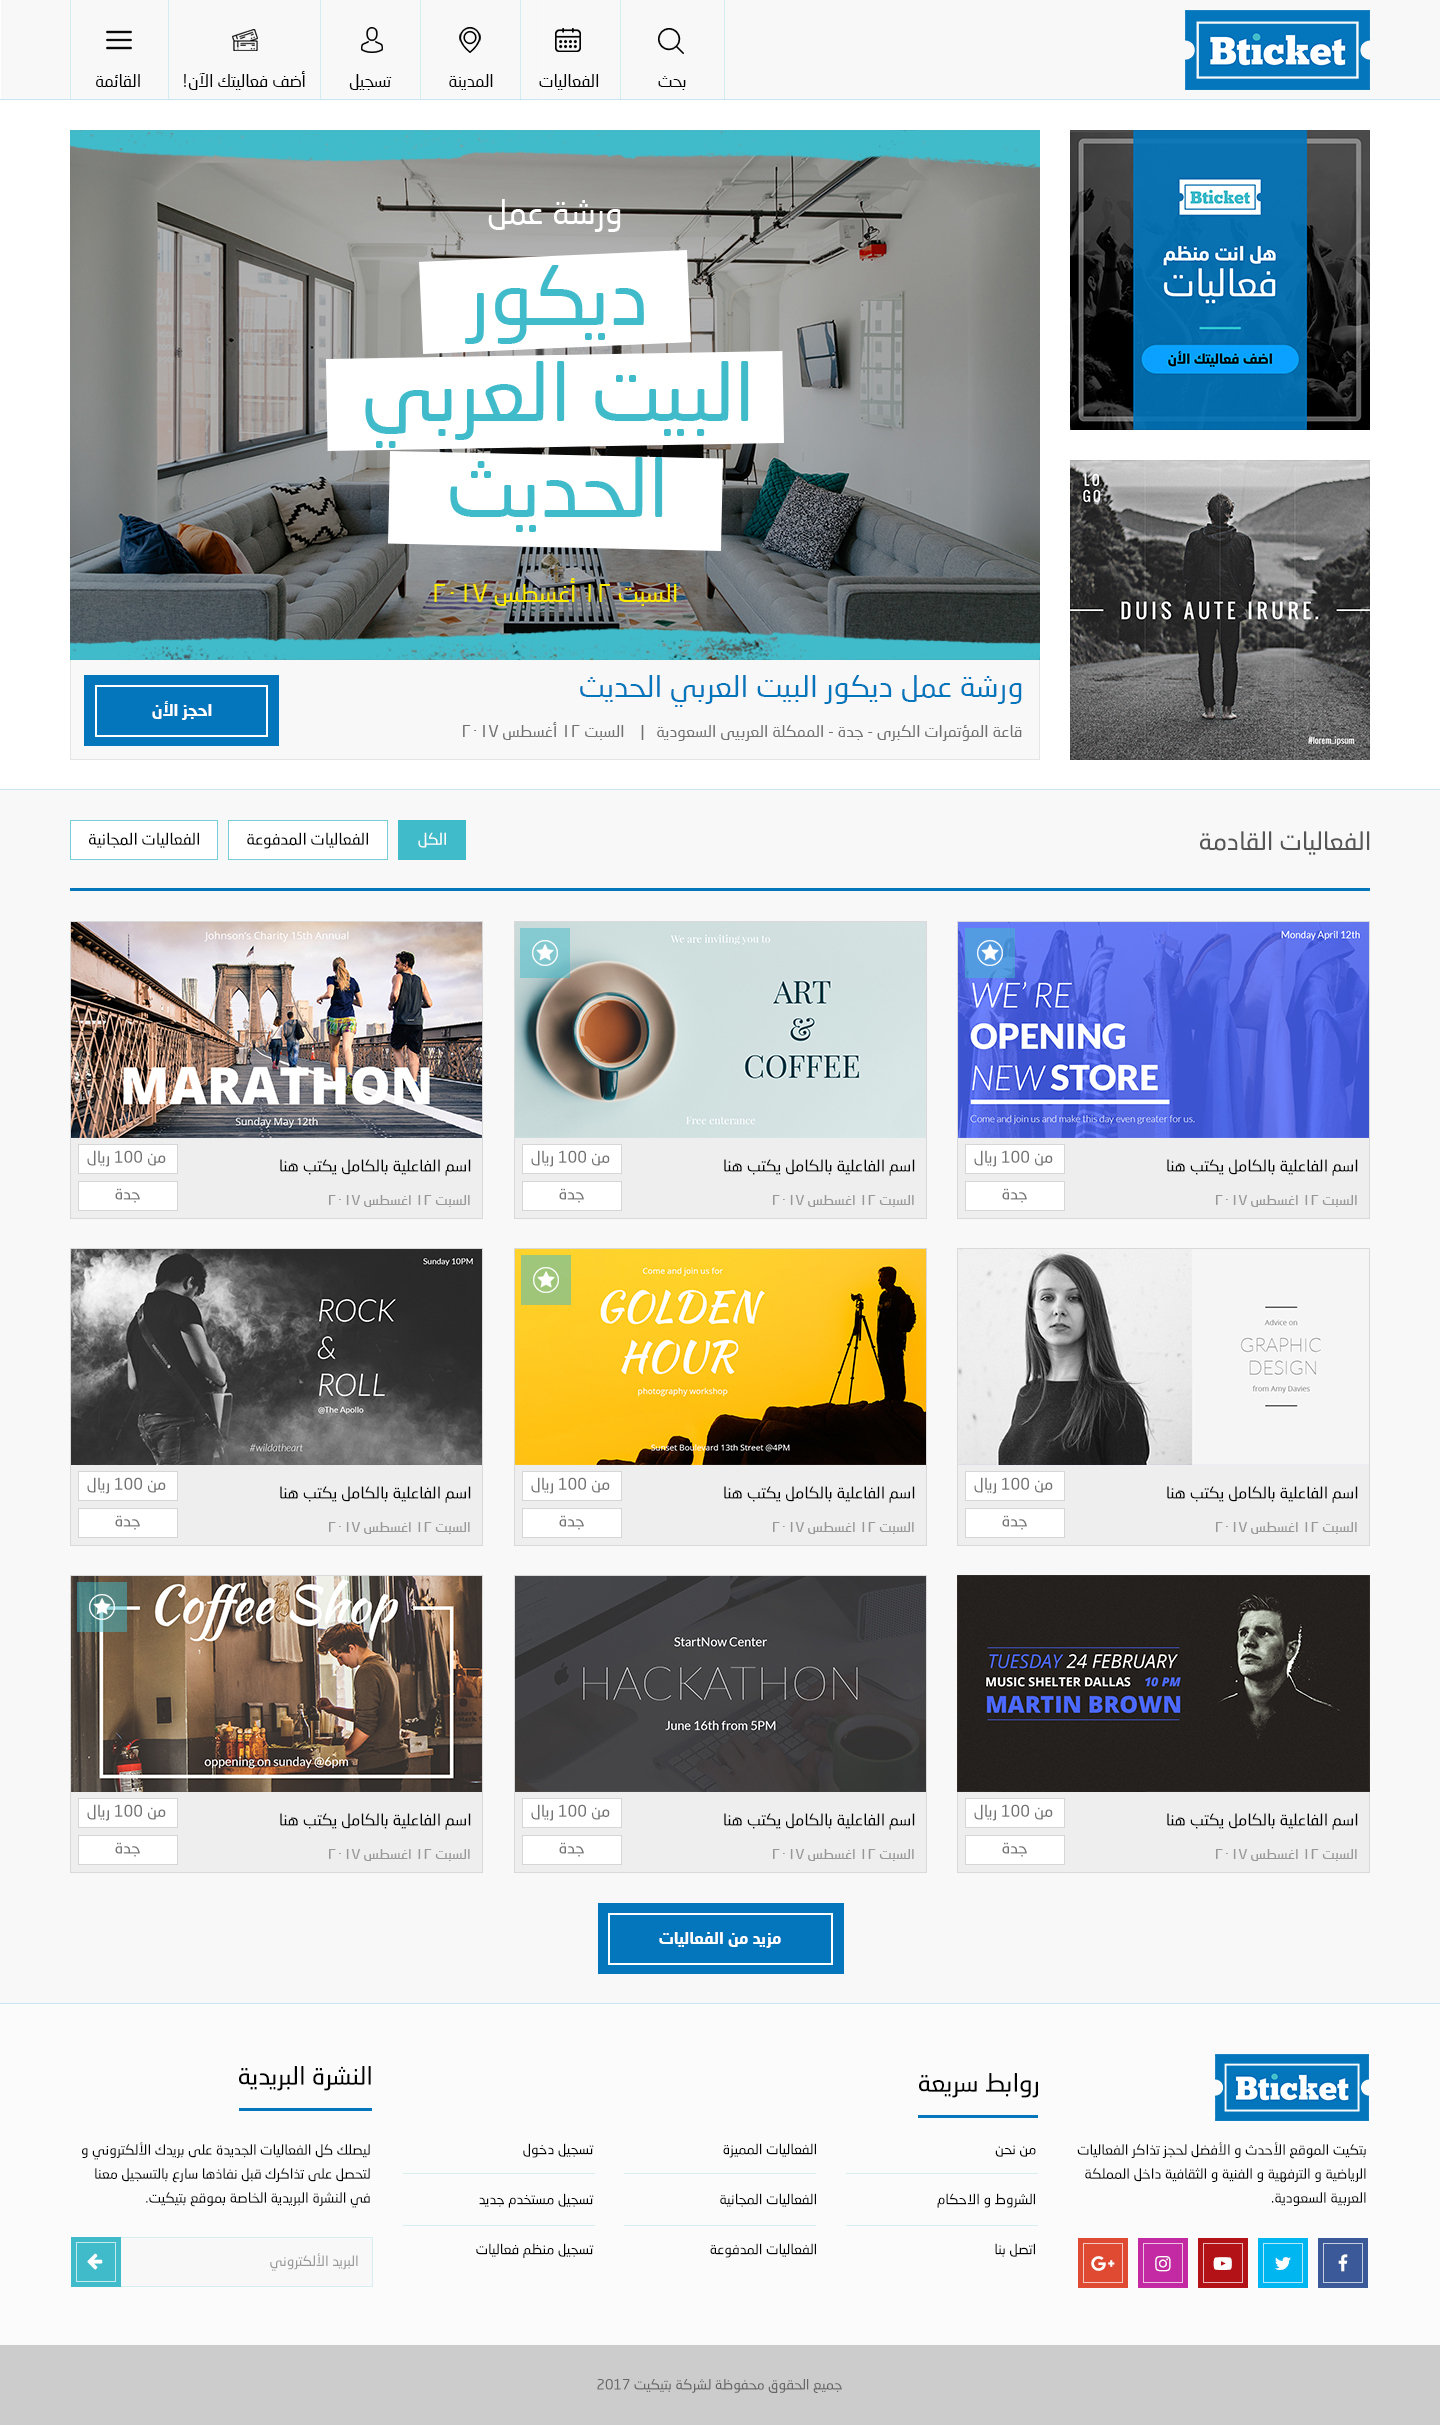 Bticket
بحث
الفعاليات
المدينة
تسجيل
أضف فعاليتك الآن!
القائمة
Bticket
هل انت منظم
فعاليات
اضف فعاليتك الأن
ورشة عمل
ديكور
البيت العربي
الحديث
السبت ١٢ أغسطس ٢٠١٧
ورشة عمل ديكور البيت العربي الحديث
قاعة المؤتمرات الكبرى - جدة - الممكلة العربيى السعودية | السبت ١٢ أغسطس ٢٠١٧
احجز الأن
LO
GO
DUIS AUTE IRURE.
#lorem_ipsum
الفعاليات القادمة
الكل
الفعاليات المدفوعة
الفعاليات المجانية
Monday April 12th
WE' RE
OPENING
NEW STORE
Come and join us and make this day even greater for us.
اسم الفاعلية بالكامل يكتب هنا
السبت ١٢ اغسطس ٢٠١٧
من 100 ريال
جدة
We are inviting you to
ART
&
COFFEE
Free enterance
اسم الفاعلية بالكامل يكتب هنا
السبت ١٢ اغسطس ٢٠١٧
من 100 ريال
جدة
Johnson's Charity 15th Annual
MARATHON
Sunday May 12th
اسم الفاعلية بالكامل يكتب هنا
السبت ١٢ اغسطس ٢٠١٧
من 100 ريال
جدة
Advice on
GRAPHIC
DESIGN
from Amy Davies
اسم الفاعلية بالكامل يكتب هنا
السبت ١٢ اغسطس ٢٠١٧
من 100 ريال
جدة
Come and join us for
GOLDEN
HOUR
photography workshop
Sunset Boulevard 13th Street @4PM
اسم الفاعلية بالكامل يكتب هنا
السبت ١٢ اغسطس ٢٠١٧
من 100 ريال
جدة
Sunday 10PM
ROCK
&
ROLL
@The Apollo
#wildatheart
اسم الفاعلية بالكامل يكتب هنا
السبت ١٢ اغسطس ٢٠١٧
من 100 ريال
جدة
TUESDAY 24 FEBRUARY
MUSIC SHELTER DALLAS 10 PM
MARTIN BROWN
اسم الفاعلية بالكامل يكتب هنا
السبت ١٢ اغسطس ٢٠١٧
من 100 ريال
جدة
StartNow Center
HACKATHON
June 16th from 5PM
اسم الفاعلية بالكامل يكتب هنا
السبت ١٢ اغسطس ٢٠١٧
من 100 ريال
جدة
Coffee Shop
oppening on sunday @6pm
اسم الفاعلية بالكامل يكتب هنا
السبت ١٢ اغسطس ٢٠١٧
من 100 ريال
جدة
مزيد من الفعاليات
Bticket
بتكيت الموقع الأحدث و الأفضل لحجز تذاكر الفعاليات
الرياضية و الترفهية و الفنية و الثقافية داخل المملكة
العربية السعودية.
روابط سريعة
من نحن
الشروط و الاحكام
اتصل بنا
الفعاليات المميزة
الفعاليات المجانية
الفعاليات المدفوعة
تسجيل دخول
تسجيل مستخدم جديد
تسجيل منظم فعاليات
النشرة البريدية
ليصلك كل الفعاليات الجديدة على بريدك الألكتروني و
لتحصل على تذاكرك قبل نفاذها سارع بالتسجيل معنا
في النشرة البريدية الخاصة بموقع بتيكيت.
البريد الألكتروني
جميع الحقوق محفوظة لشركة بتيكيت 2017